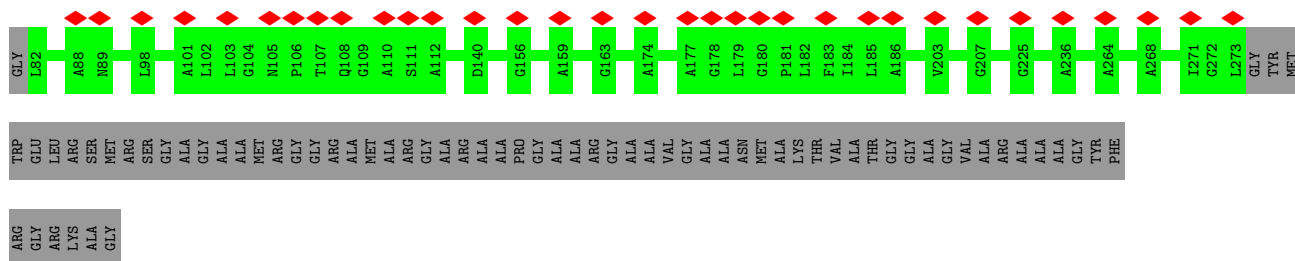 GLY L82 A88 N89 L98 A101 L102 L103 G104 N105 P106 T107 Q108 G109 A110 S111 A112 D140 G156 A159 G163 A174 A177 G178 L179 G180 P181 L182 F183 I184 L185 A186 V203 G207 G225 A236 A264 A268 I271 G272 L273 GLY TYR MET
TRP GLU LEU ARG SER MET ARG SER GLY ALA GLY ALA ALA MET ARG GLY GLY ARG ALA MET ALA ARG GLY ALA ARG ALA ALA PRO GLY ALA ALA ARG GLY ALA ALA VAL GLY ALA ALA ASN MET ALA LYS THR VAL ALA THR GLY GLY ALA GLY VAL ALA ARG ALA ALA ALA GLY TYR PHE
ARG GLY ARG LYS ALA GLY